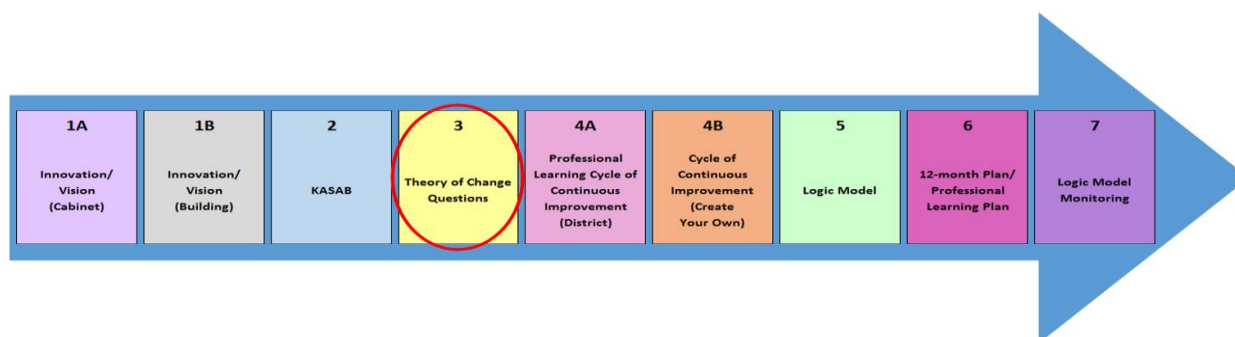 1A
Innovation/
Vision
(Cabinet)
1B
Innovation/
Vision
(Building)
2
KASAB
3
Theory of Change
Questions
4A
Professional
Learning Cycle of
Continuous
Improvement
(District)
4B
Cycle of
Continuous
Improvement
(Create
Your Own)
5
Logic Model
6
12-month Plan/
Professional
Learning Plan
7
Logic Model
Monitoring